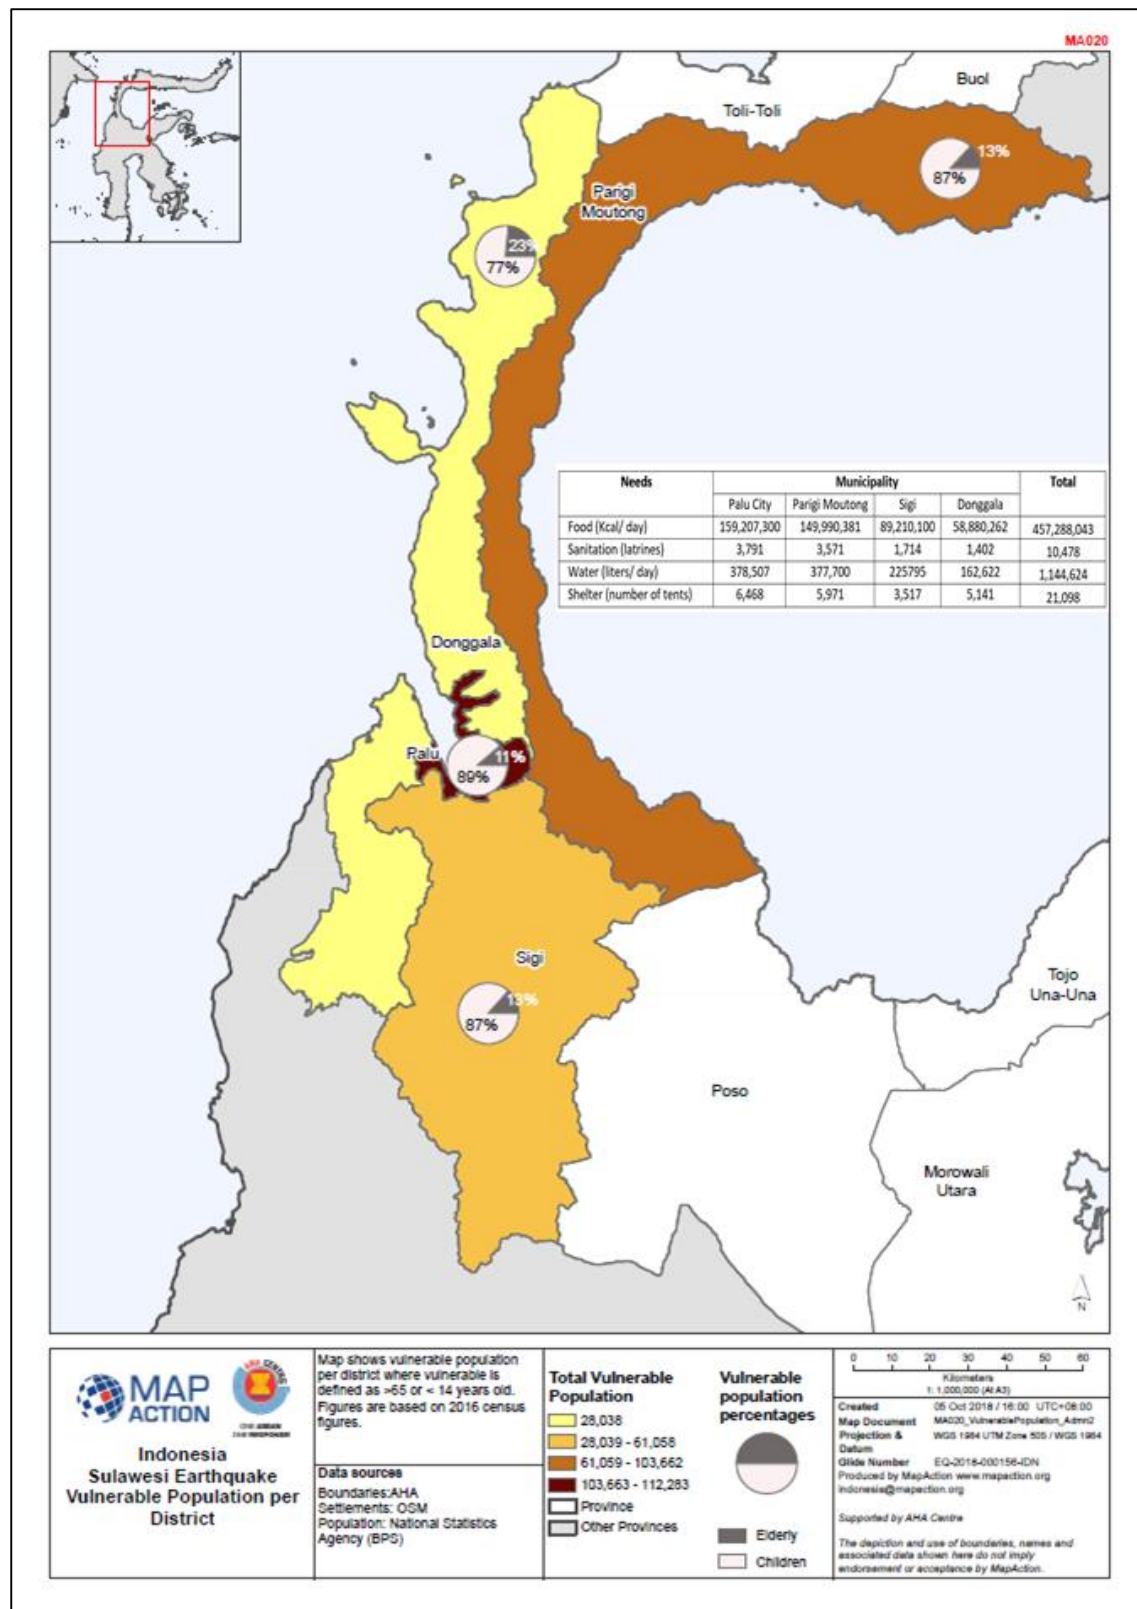 MA020
Buol
Toli-Toli
13%
87%
Parigi
Moutong
23%
77%
Needs Municipality Total
Palu City Parigi Moutong Sigi Donggala
Food (Kcal/ day) 159,207,300 149,990,381 89,210,100 58,880,262 457,288,043
Sanitation (latrines) 3,791 3,571 1,714 1,402 10,478
Water (liters/ day) 378,507 377,700 225795 162,622 1,144,624
Shelter (number of tents) 6,468 5,971 3,517 5,141 21,098
Donggala
Palu
11%
89%
Sigi
13%
87%
Tojo
Una-Una
Poso
Morowali
Utara
N
MAP
ACTION
AHA CENTRE
ONE ASEAN
ONE RESPONSE
Indonesia
Sulawesi Earthquake
Vulnerable Population per
District
Map shows vulnerable population
per district where vulnerable is
defined as >65 or < 14 years old.
Figures are based on 2016 census
figures.
Data sources
Boundaries:AHA
Settlements: OSM
Population: National Statistics
Agency (BPS)
Total Vulnerable
Population
28,038
28,039 - 61,058
61,059 - 103,662
103,663 - 112,283
Province
Other Provinces
Vulnerable
population
percentages
Elderly
Children
0 10 20 30 40 50 60
Kilometers
1: 1,000,000 (At A3)
Created 05 Oct 2018 / 16:00 UTC+08:00
Map Document MA020_VulnerablePopulation_Admn2
Projection & WGS 1984 UTM Zone 50S / WGS 1984
Datum
Glide Number EQ-2018-000156-IDN
Produced by MapAction www.mapaction.org
indonesia@mapaction.org
Supported by AHA Centre
The depiction and use of boundaries, names and
associated data shown here do not imply
endorsement or acceptance by MapAction.